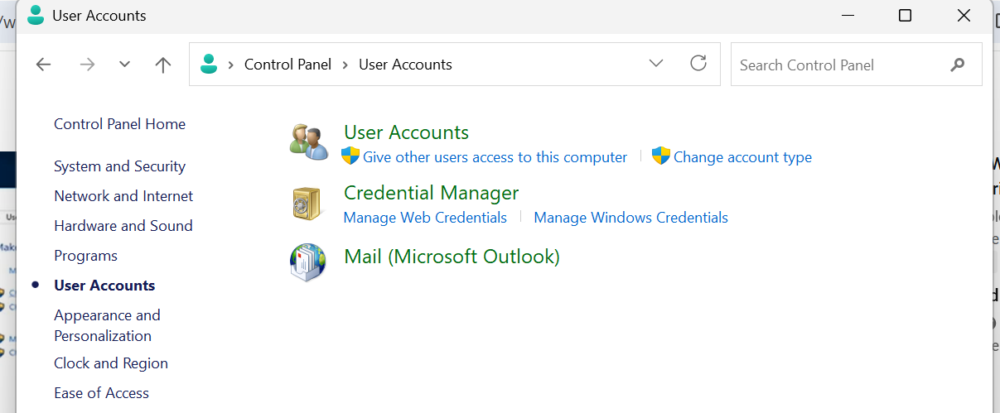 User Accounts
Control Panel
User Accounts
Search Control Panel
Control Panel Home
System and Security
Network and Internet
Hardware and Sound
Programs
User Accounts
Appearance and
Personalization
Clock and Region
Ease of Access
User Accounts
Give other users access to this computer
Change account type
Credential Manager
Manage Web Credentials
Manage Windows Credentials
Mail (Microsoft Outlook)